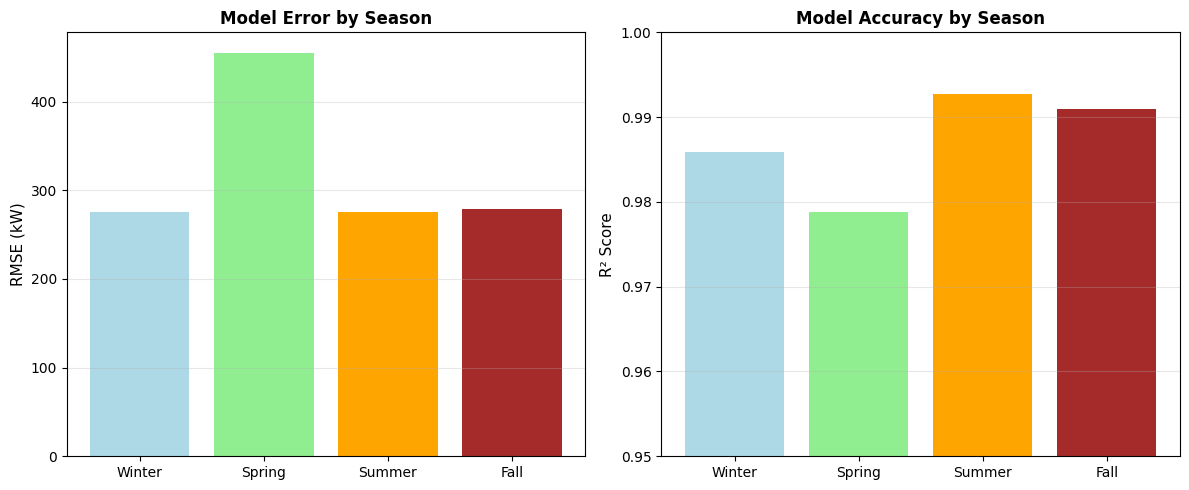 Model Error by Season
RMSE (kW)
400
300
200
100
0
Winter Spring Summer Fall
Model Accuracy by Season
R² Score
1.00
0.99
0.98
0.97
0.96
0.95
Winter Spring Summer Fall